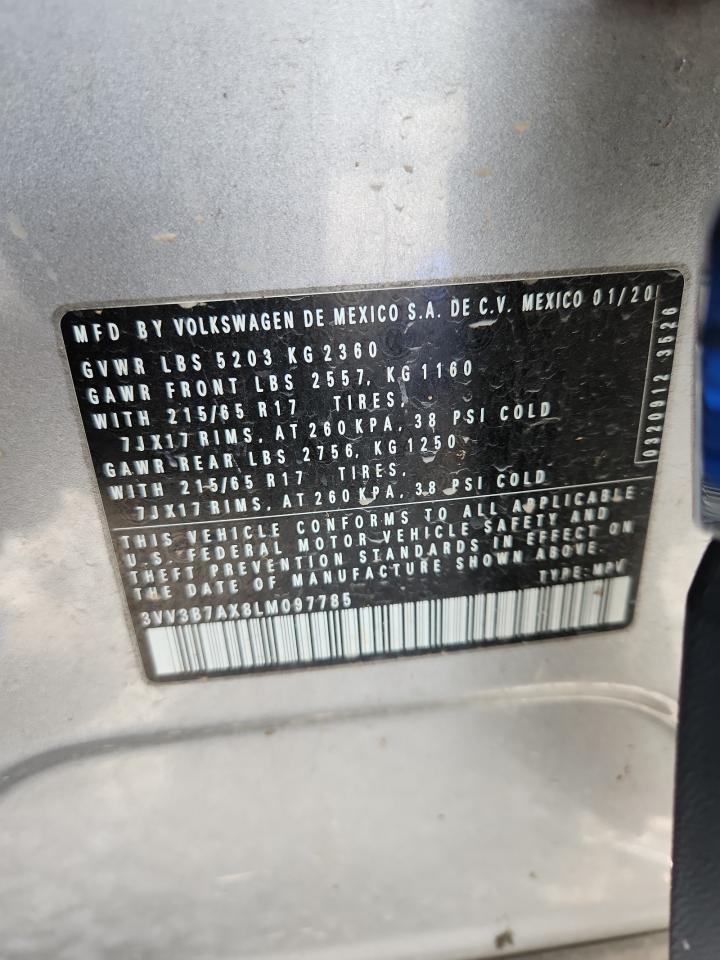 MFD BY VOLKSWAGEN DE MEXICO S.A. DE C.V. MEXICO 01/20
GVWR LBS 5203 KG 2360
GAWR FRONT LBS 2557, KG 1160
WITH 215/65 R17 TIRES,
7JX17 RIMS, AT 260 KPA, 38 PSI COLD
GAWR REAR LBS 2756, KG 1250
WITH 215/65 R17 TIRES,
7JX17 RIMS, AT 260 KPA, 38 PSI COLD
THIS VEHICLE CONFORMS TO ALL APPLICABLE
U.S. FEDERAL MOTOR VEHICLE SAFETY AND
THEFT PREVENTION STANDARDS IN EFFECT ON
THE DATE OF MANUFACTURE SHOWN ABOVE.
TYPE: MPV
3VV3B7AX8LM097785
0320912 3526